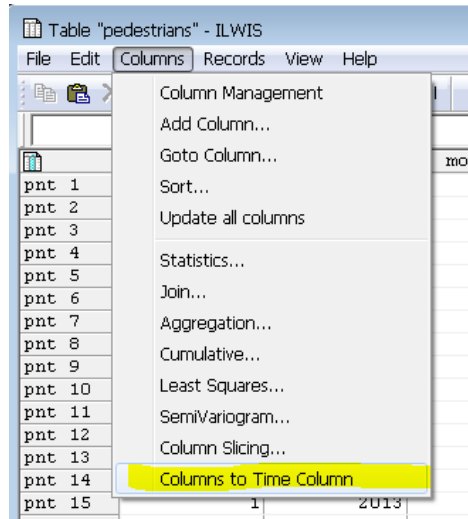 Table "pedestrians" - ILWIS
File Edit Columns Records View Help
Column Management
Add Column...
Goto Column...
mo
pnt 1
Sort...
pnt 2
Update all columns
pnt 3
pnt 4
Statistics...
pnt 5
Join...
pnt 6
pnt 7
Aggregation...
pnt 8
Cumulative...
pnt 9
pnt 10
Least Squares...
pnt 11
SemiVariogram...
pnt 12
Column Slicing...
pnt 13
pnt 14
Columns to Time Column
pnt 15 1 2013